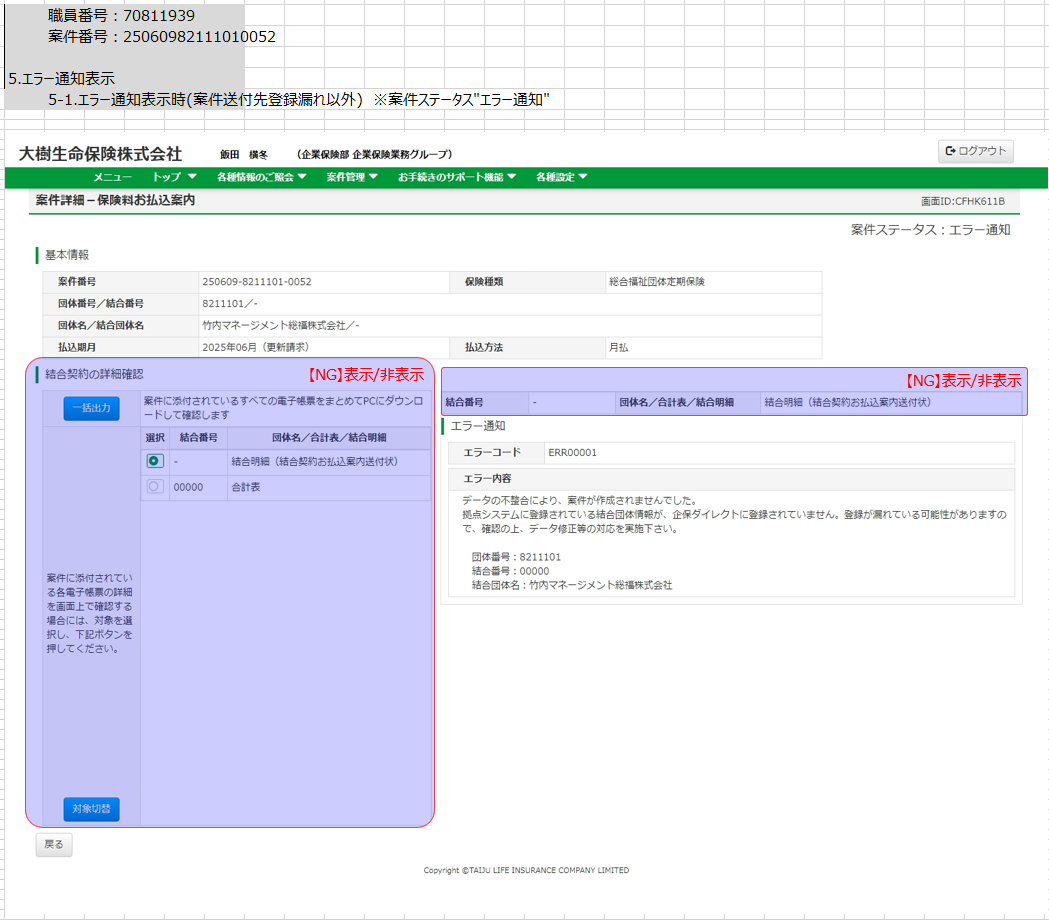 職員番号：70811939
案件番号：25060982111010052
5.エラー通知表示
5-1.エラー通知表示時(案件送付先登録漏れ以外)　※案件ステータス"エラー通知"
大樹生命保険株式会社　飯田　横冬　（企業保険部 企業保険業務グループ）　ログアウト
メニュー　トップ ▼　各種情報のご照会 ▼　案件管理 ▼　お手続きのサポート機能 ▼　各種設定 ▼
案件詳細－保険料お払込案内　画面ID:CFHK611B
案件ステータス：エラー通知
基本情報
案件番号　250609-8211101-0052　保険種類　総合福祉団体定期保険
団体番号／結合番号　8211101／-
団体名／結合団体名　竹内マネージメント総福株式会社／-
払込期月　2025年06月（更新請求）　払込方法　月払
結合契約の詳細確認　【NG】表示/非表示
一括出力　案件に添付されているすべての電子帳票をまとめてPCにダウンロ
ードして確認します
選択　結合番号　団体名／合計表／結合明細
-　結合明細（結合契約お払込案内送付状）
00000　合計表
案件に添付されてい
る各電子帳票の詳細
を画面上で確認する
場合には、対象を選
択し、下記ボタンを
押してください。
対象切替
【NG】表示/非表示
結合番号　-　団体名／合計表／結合明細　結合明細（結合契約お払込案内送付状）
エラー通知
エラーコード　ERR00001
エラー内容
データの不整合により、案件が作成されませんでした。
拠点システムに登録されている結合団体情報が、企保ダイレクトに登録されていません。登録が漏れている可能性がありますの
で、確認の上、データ修正等の対応を実施下さい。
団体番号：8211101
結合番号：00000
結合団体名：竹内マネージメント総福株式会社
戻る
Copyright ©TAIJU LIFE INSURANCE COMPANY LIMITED